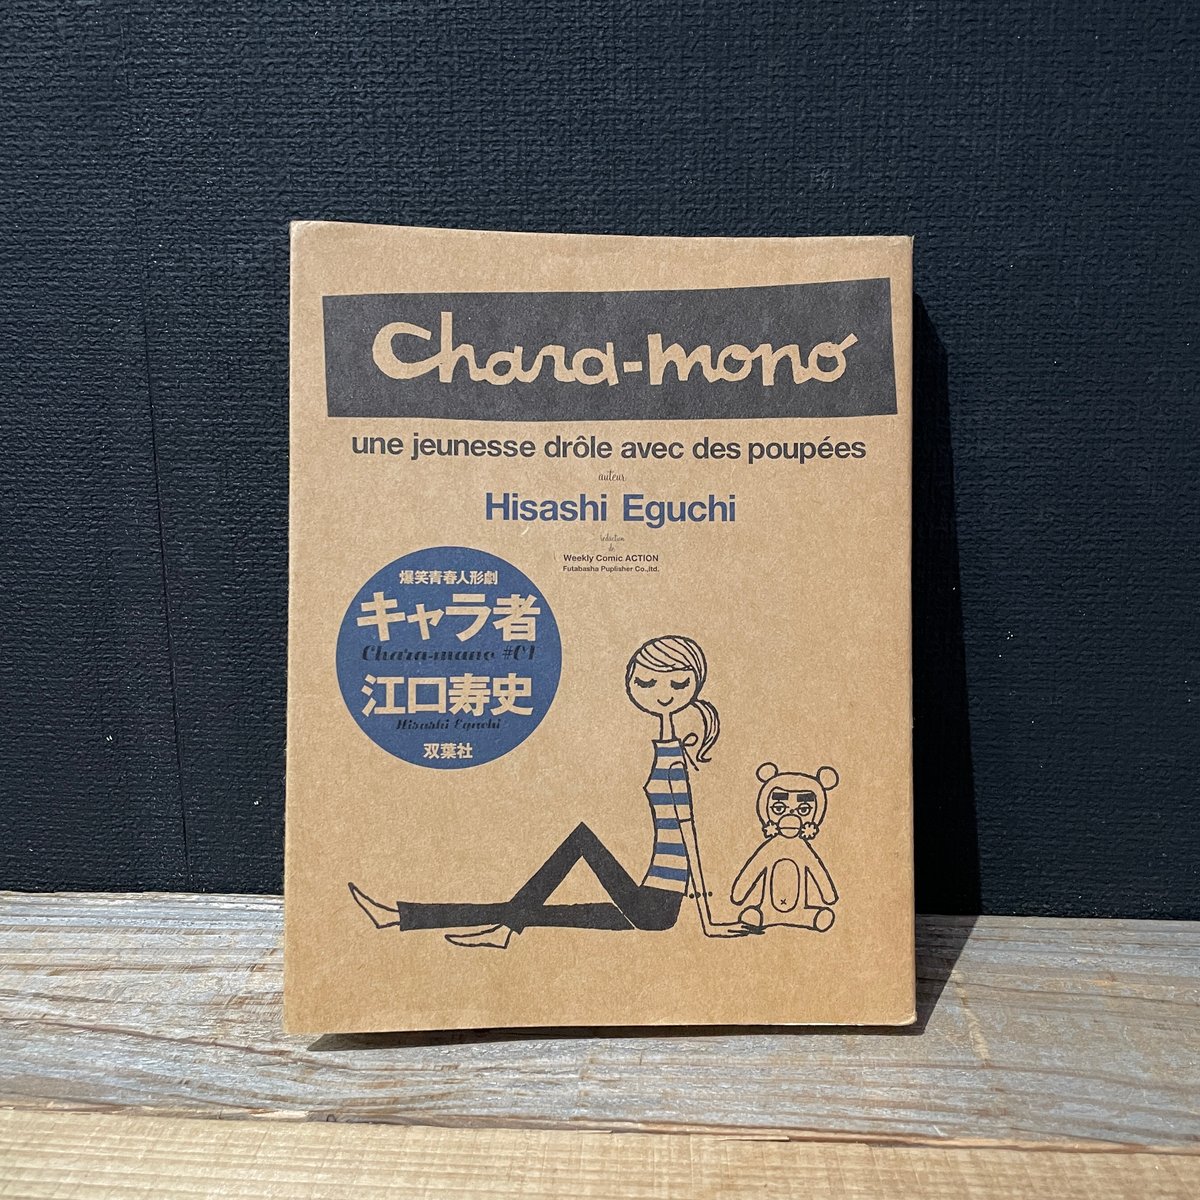 Chara-mono
une jeunesse drôle avec des poupées
auteur
Hisashi Eguchi
rédaction
de
Weekly Comic ACTION
Futabasha Puplisher Co.,ltd.
爆笑青春人形劇
キャラ者
Chara-mono #01
江口寿史
Hisashi Eguchi
双葉社